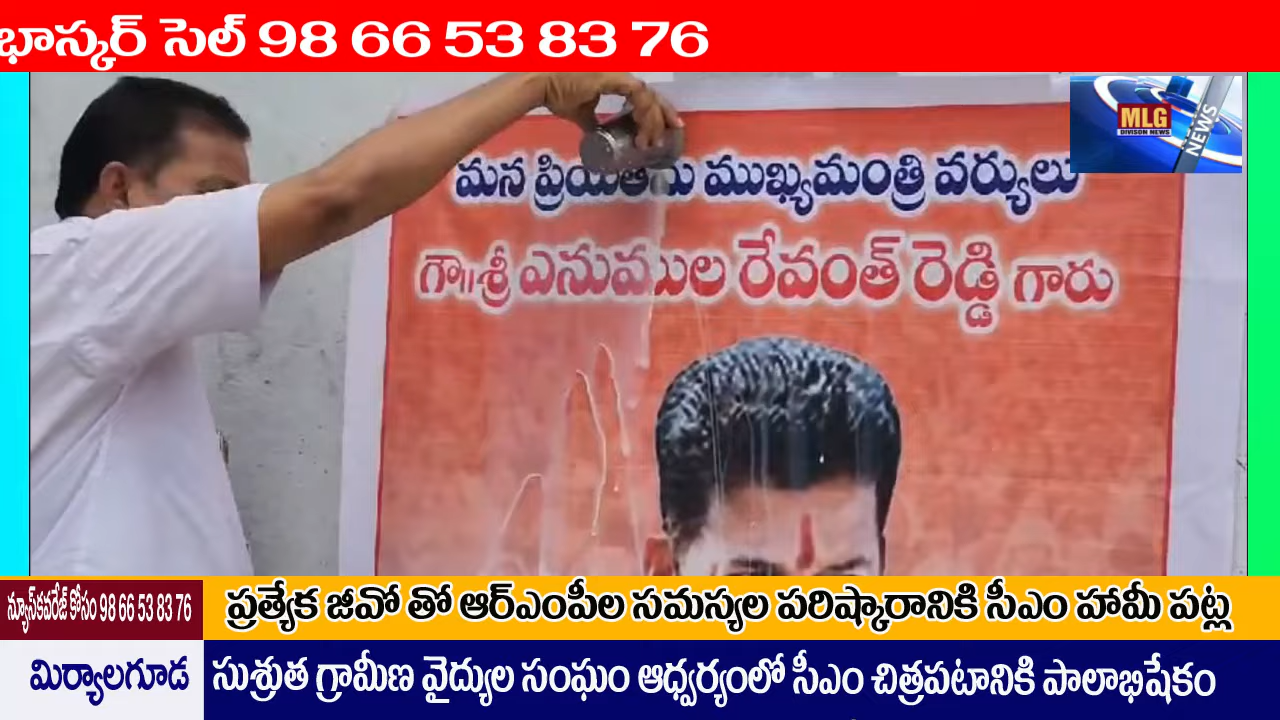 భాస్కర్ సెల్ 98 66 53 83 76
MLG
DIVISON NEWS
NEWS
మన ముఖ్యమంత్రి వర్యులు
గౌ॥శ్రీ ఎనుముల రేవంత్ రెడ్డి గారు
న్యూస్‌కవరేజ్ కోసం 98 66 53 83 76
ప్రత్యేక జీవో తో ఆర్ఎంపీల సమస్యల పరిష్కారానికి సీఎం హామీ పట్ల
మిర్యాలగూడ
సుశ్రుత గ్రామీణ వైద్యుల సంఘం ఆధ్వర్యంలో సీఎం చిత్రపటానికి పాలాభిషేకం